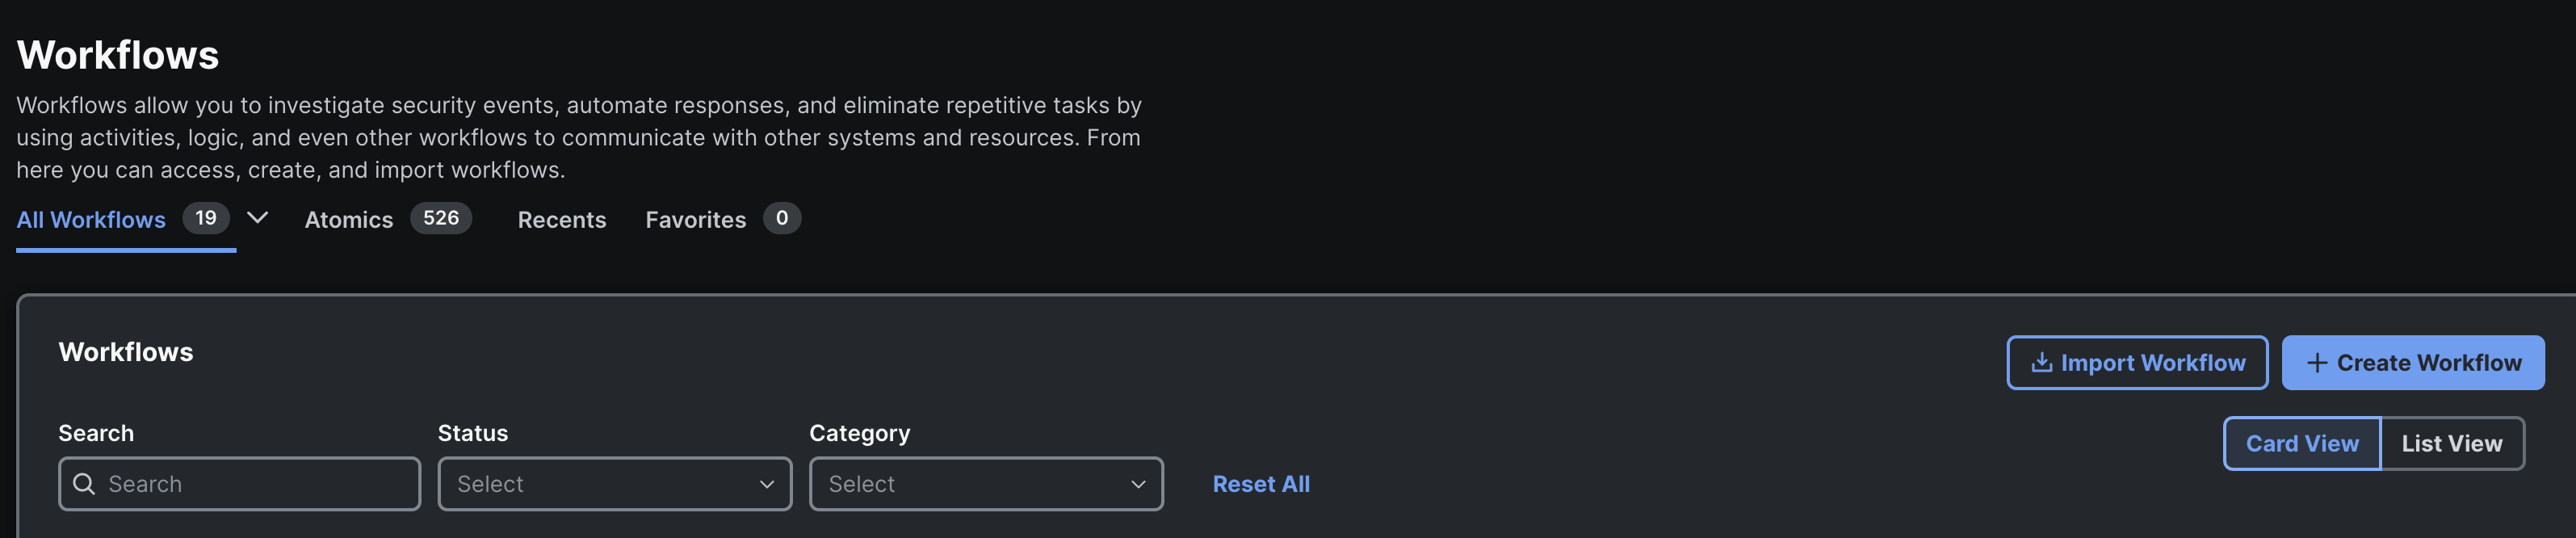 Workflows
Workflows allow you to investigate security events, automate responses, and eliminate repetitive tasks by
using activities, logic, and even other workflows to communicate with other systems and resources. From
here you can access, create, and import workflows.
All Workflows 19 Atomics 526 Recents Favorites 0
Workflows
Import Workflow Create Workflow
Search Status Category
Card View List View
Search Select Select Reset All